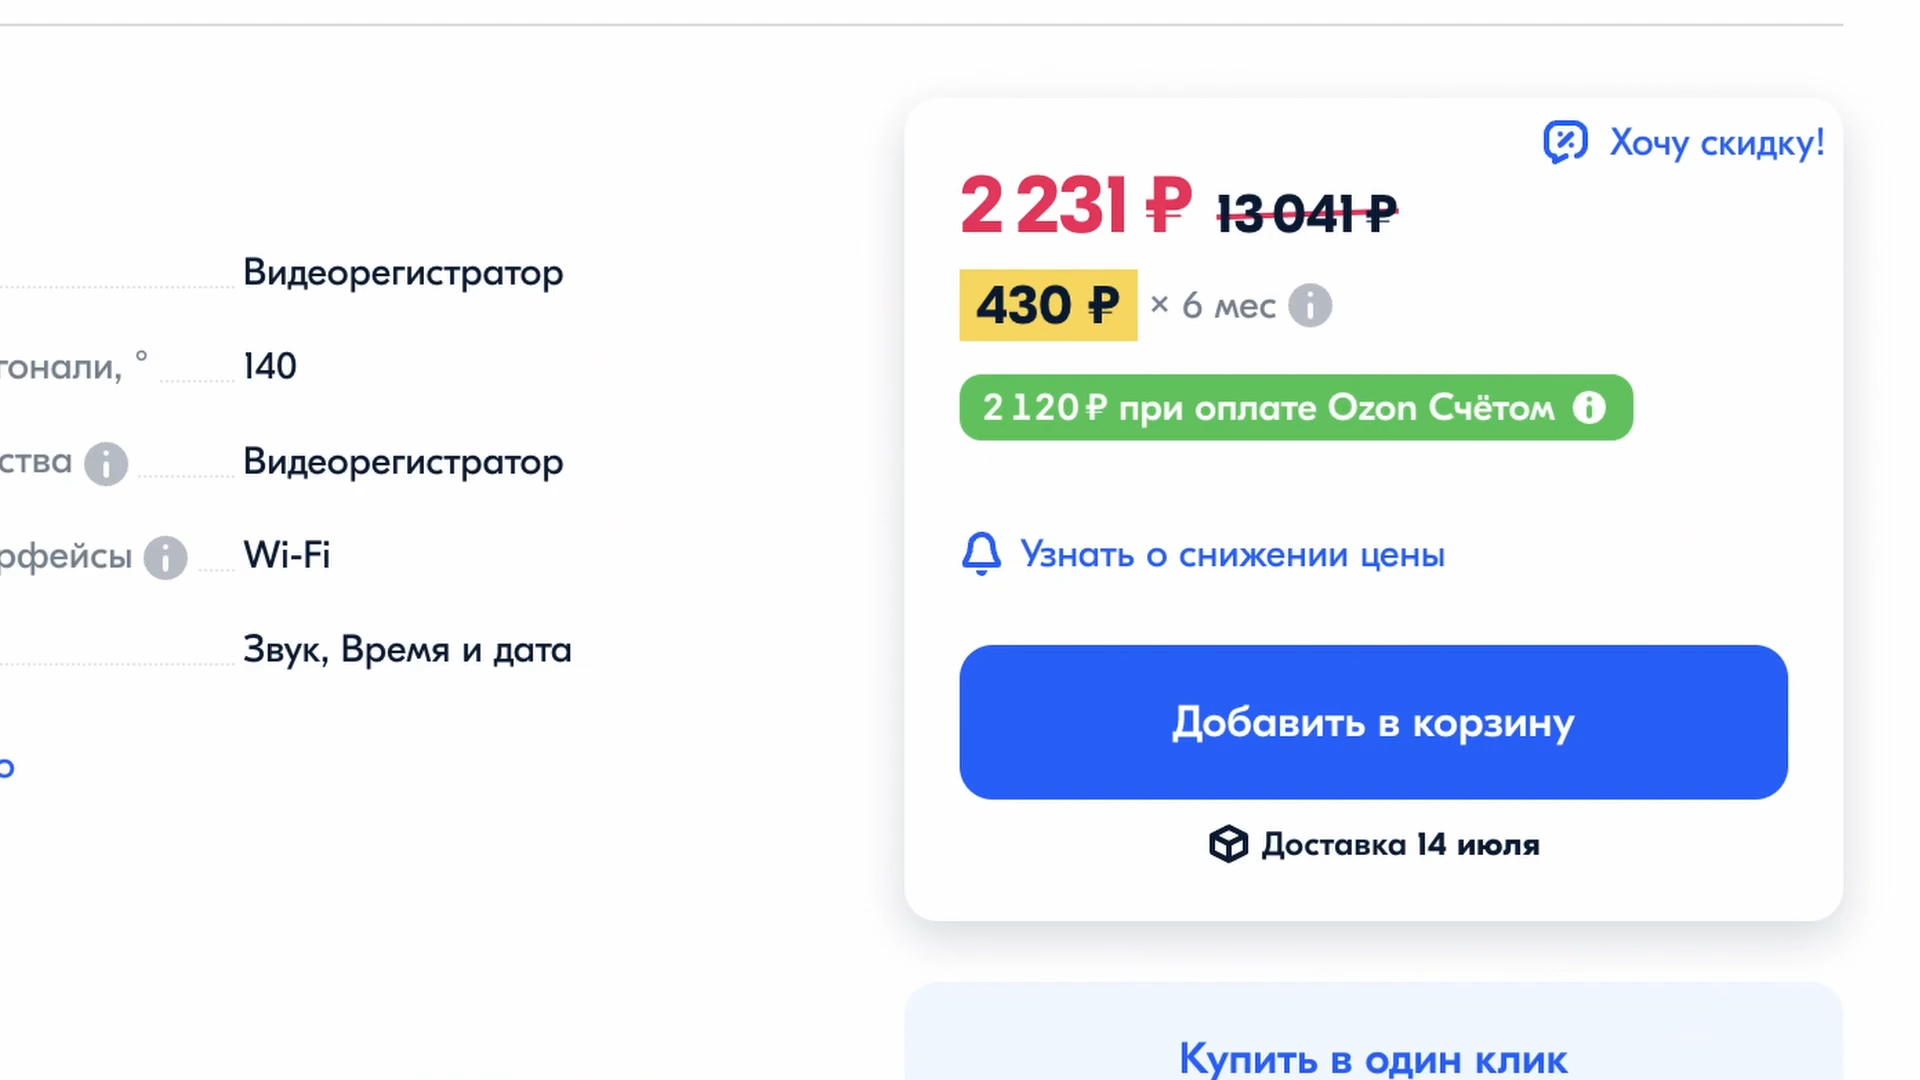 Видеорегистратор
гонали, ° 140
ства Видеорегистратор
рфейсы Wi-Fi
Звук, Время и дата
о
Хочу скидку!
2 231 ₽ 13 041 ₽
430 ₽ × 6 мес
2 120 ₽ при оплате Ozon Счётом
Узнать о снижении цены
Добавить в корзину
Доставка 14 июля
Купить в один клик